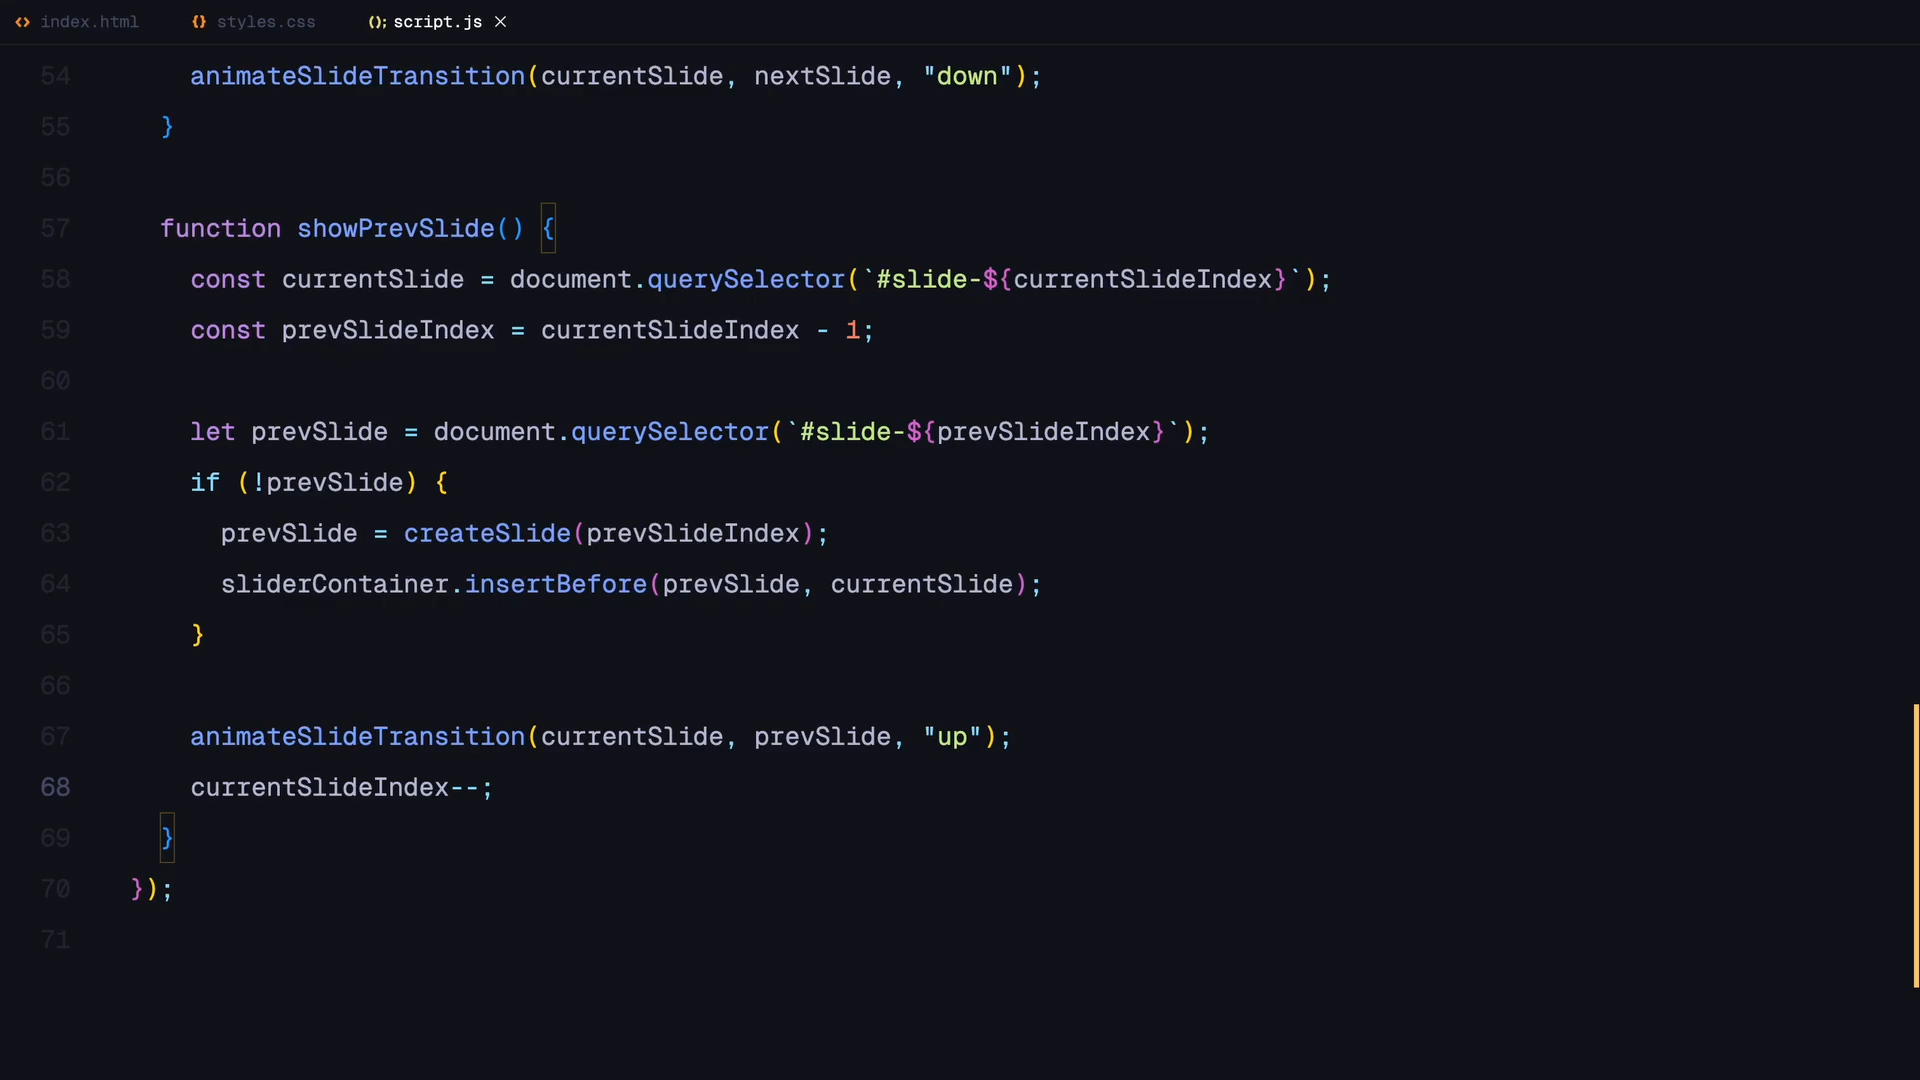 <> index.html {} styles.css (); script.js ×
54 animateSlideTransition(currentSlide, nextSlide, "down");
55 }
56
57 function showPrevSlide() {
58 const currentSlide = document.querySelector(`#slide-${currentSlideIndex}`);
59 const prevSlideIndex = currentSlideIndex - 1;
60
61 let prevSlide = document.querySelector(`#slide-${prevSlideIndex}`);
62 if (!prevSlide) {
63 prevSlide = createSlide(prevSlideIndex);
64 sliderContainer.insertBefore(prevSlide, currentSlide);
65 }
66
67 animateSlideTransition(currentSlide, prevSlide, "up");
68 currentSlideIndex--;
69 }
70 });
71